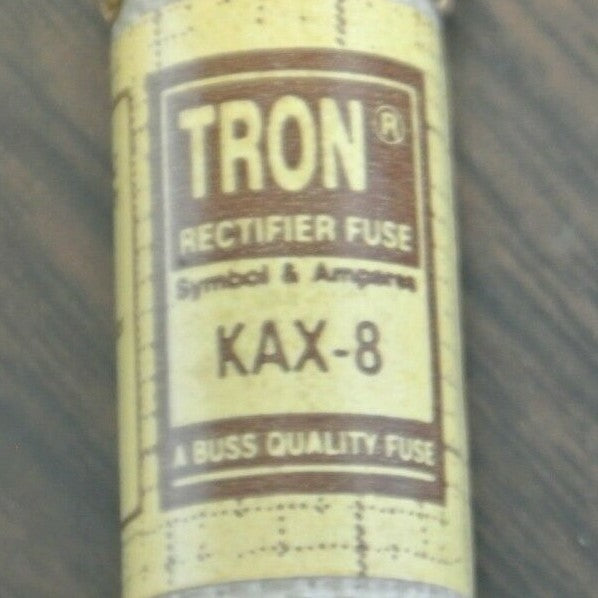 TRON®
RECTIFIER FUSE
Symbol & Amperes
KAX-8
A BUSS QUALITY FUSE